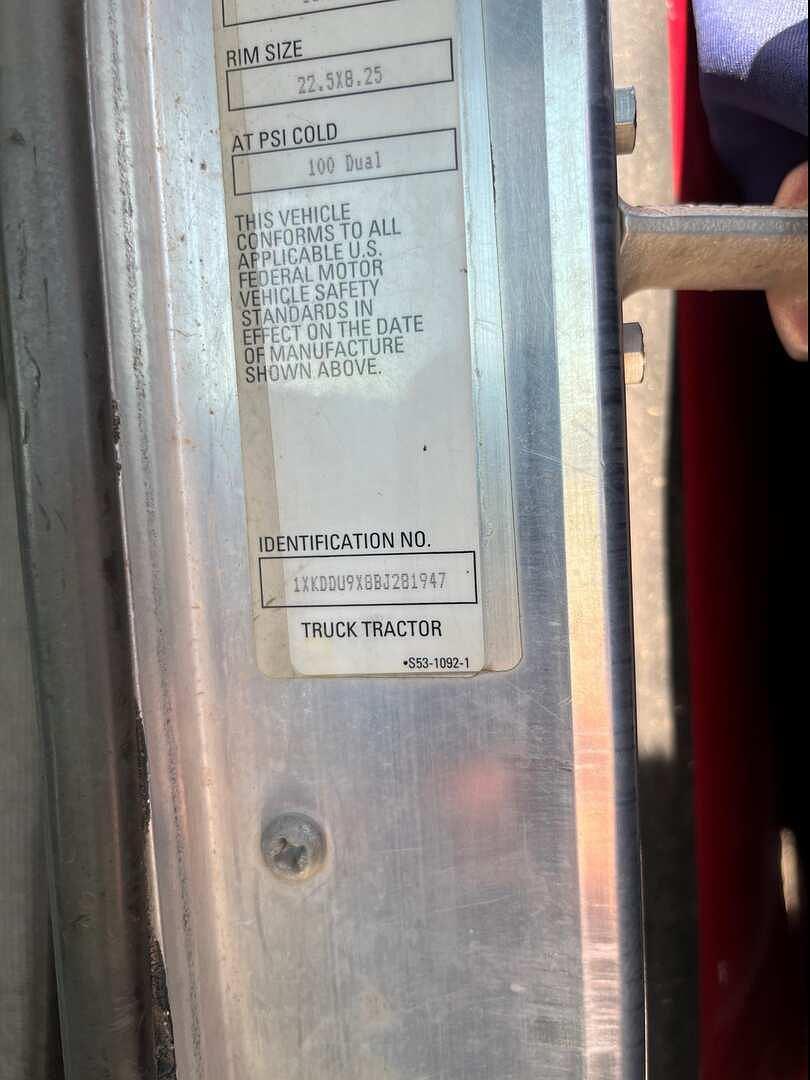 RIM SIZE
22.5X8.25
AT PSI COLD
100 Dual
THIS VEHICLE
CONFORMS TO ALL
APPLICABLE U.S.
FEDERAL MOTOR
VEHICLE SAFETY
STANDARDS IN
EFFECT ON THE DATE
OF MANUFACTURE
SHOWN ABOVE.
IDENTIFICATION NO.
1XKDDU9X8BJ281947
TRUCK TRACTOR
•S53-1092-1